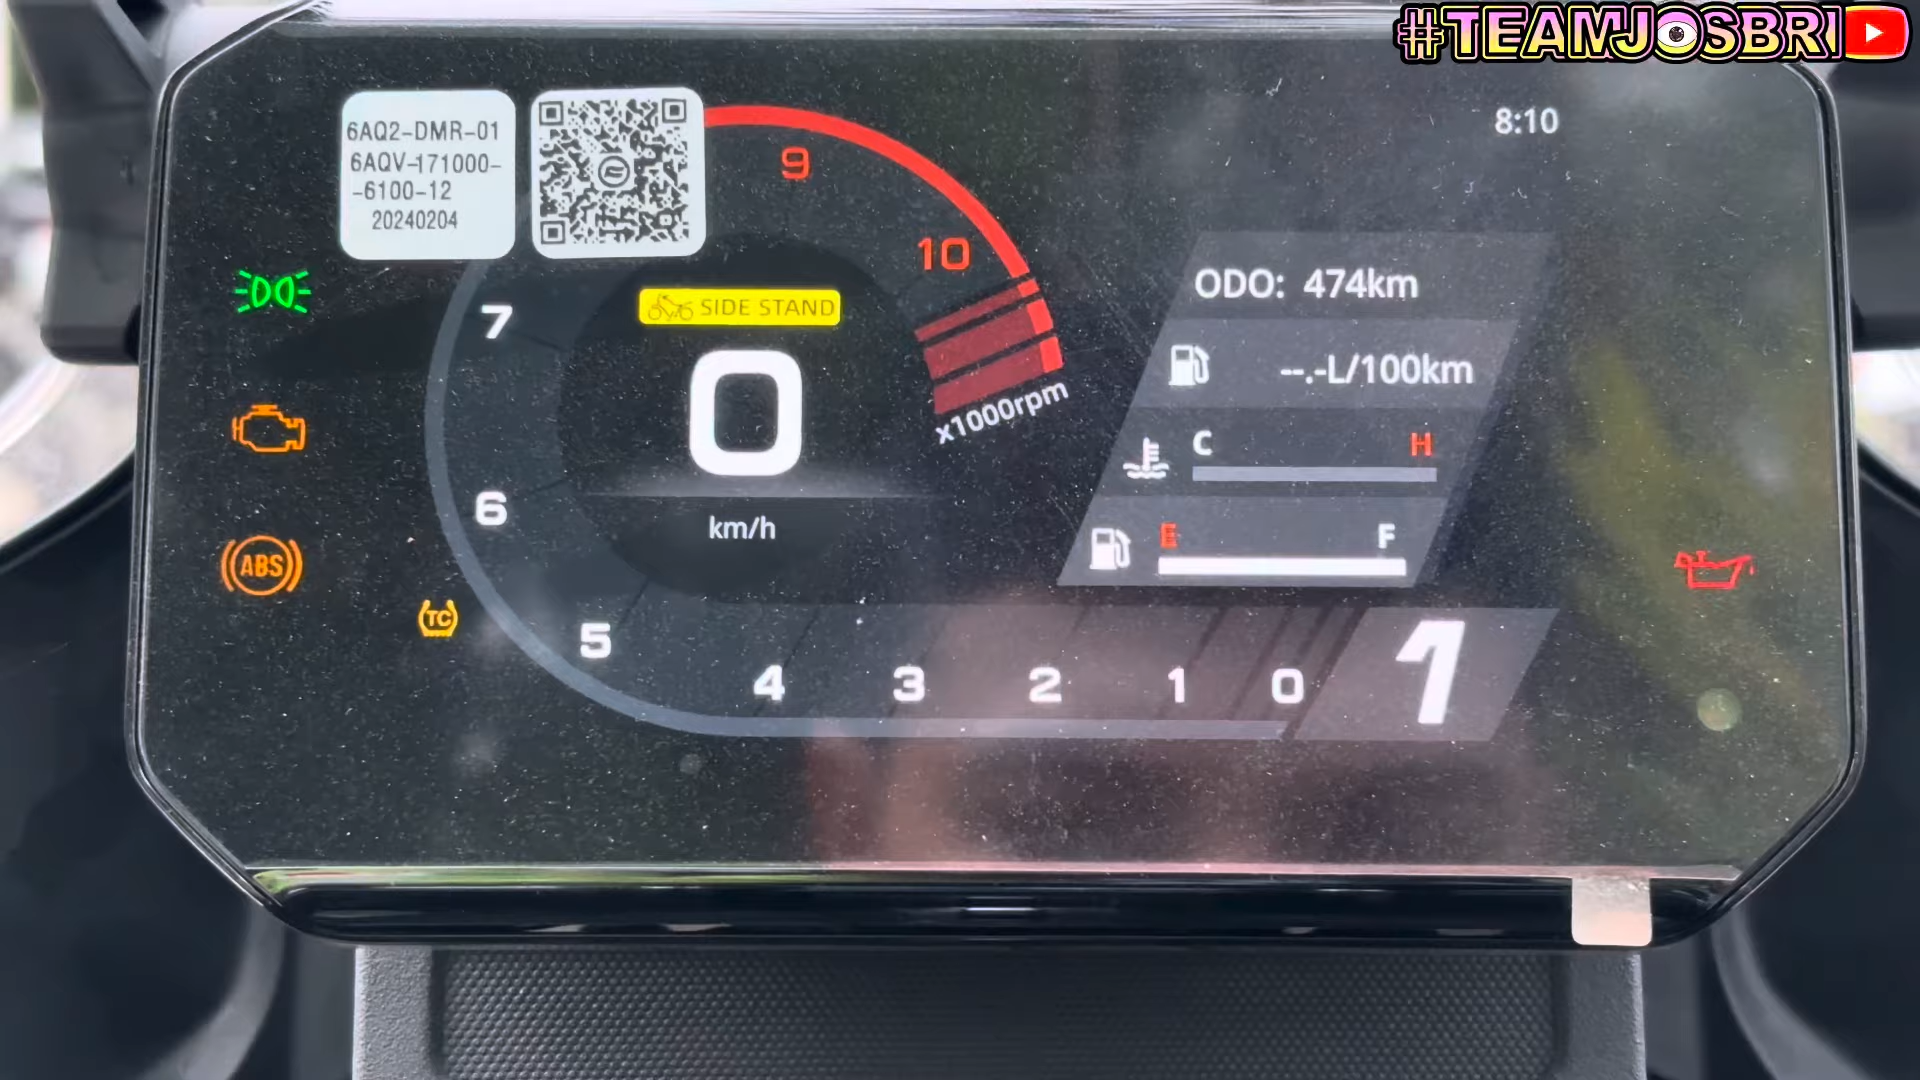 #TEAMJOSBRI
8:10
6AQ2-DMR-01
6AQV-171000-
-6100-12
20240204
9
10
x1000rpm
7
6
5
4
3
2
1
0
SIDE STAND
0
km/h
ODO: 474km
--.-L/100km
C H
E F
1
ABS
TC